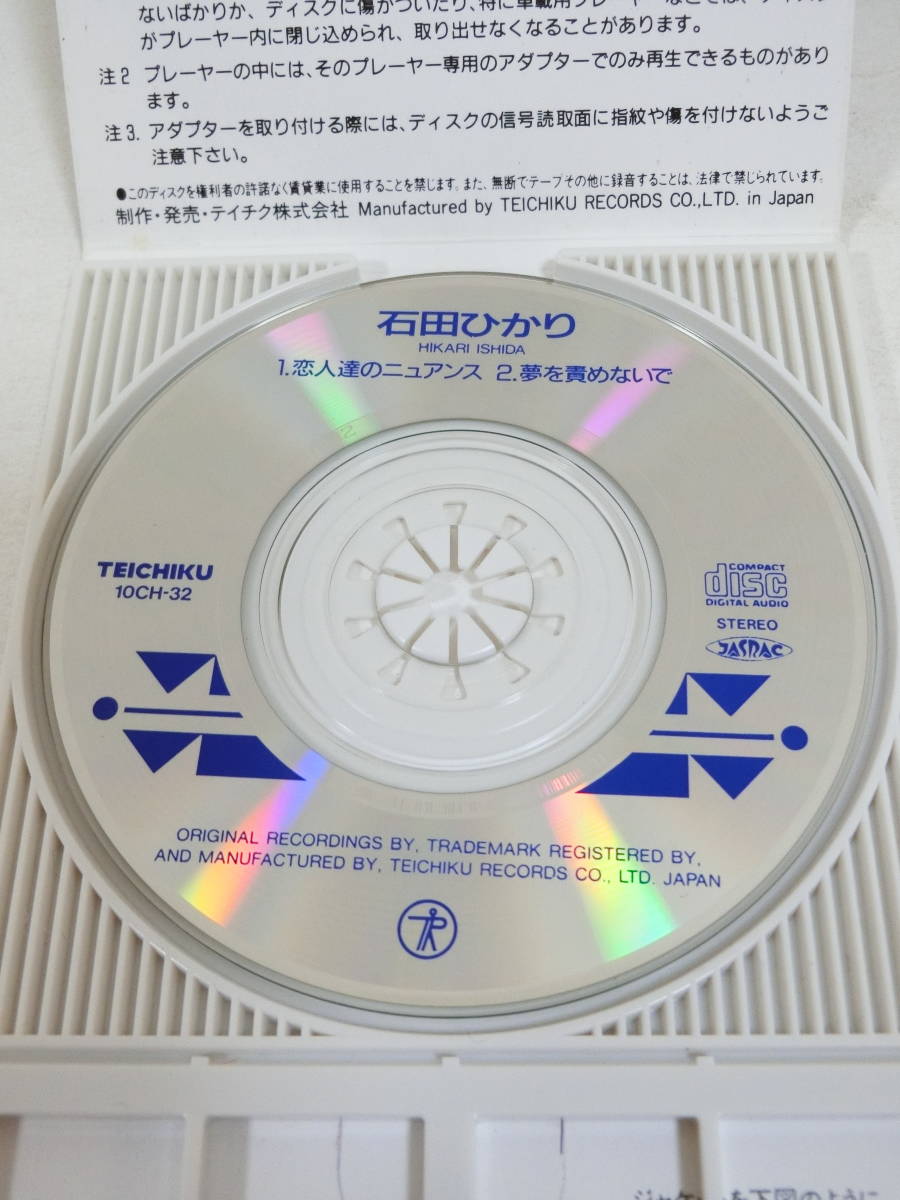 ないばかりか、ディスクに傷がついたり、特に車載用プレーヤーなどでは、ディスク
がプレーヤー内に閉じ込められ、取り出せなくなることがあります。
注2 プレーヤーの中には、そのプレーヤー専用のアダプターでのみ再生できるものがあり
ます。
注3. アダプターを取り付ける際には、ディスクの信号読取面に指紋や傷を付けないようご
注意下さい。
●このディスクを権利者の許諾なく賃貸業に使用することを禁じます。また、無断でテープその他に録音することは、法律で禁じられています。
制作・発売・テイチク株式会社 Manufactured by TEICHIKU RECORDS CO.,LTD. in Japan
石田ひかり
HIKARI ISHIDA
1.恋人達のニュアンス 2.夢を責めないで
TEICHIKU
10CH-32
COMPACT
disc
DIGITAL AUDIO
STEREO
JASRAC
ORIGINAL RECORDINGS BY, TRADEMARK REGISTERED BY,
AND MANUFACTURED BY, TEICHIKU RECORDS CO., LTD. JAPAN